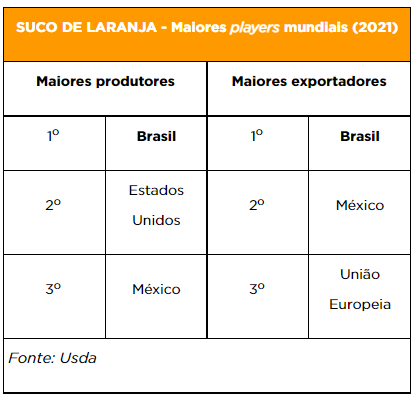 SUCO DE LARANJA - Maiores players mundiais (2021)
Maiores produtores Maiores exportadores
1º Brasil 1º Brasil
2º Estados Unidos 2º México
3º México 3º União Europeia
Fonte: Usda